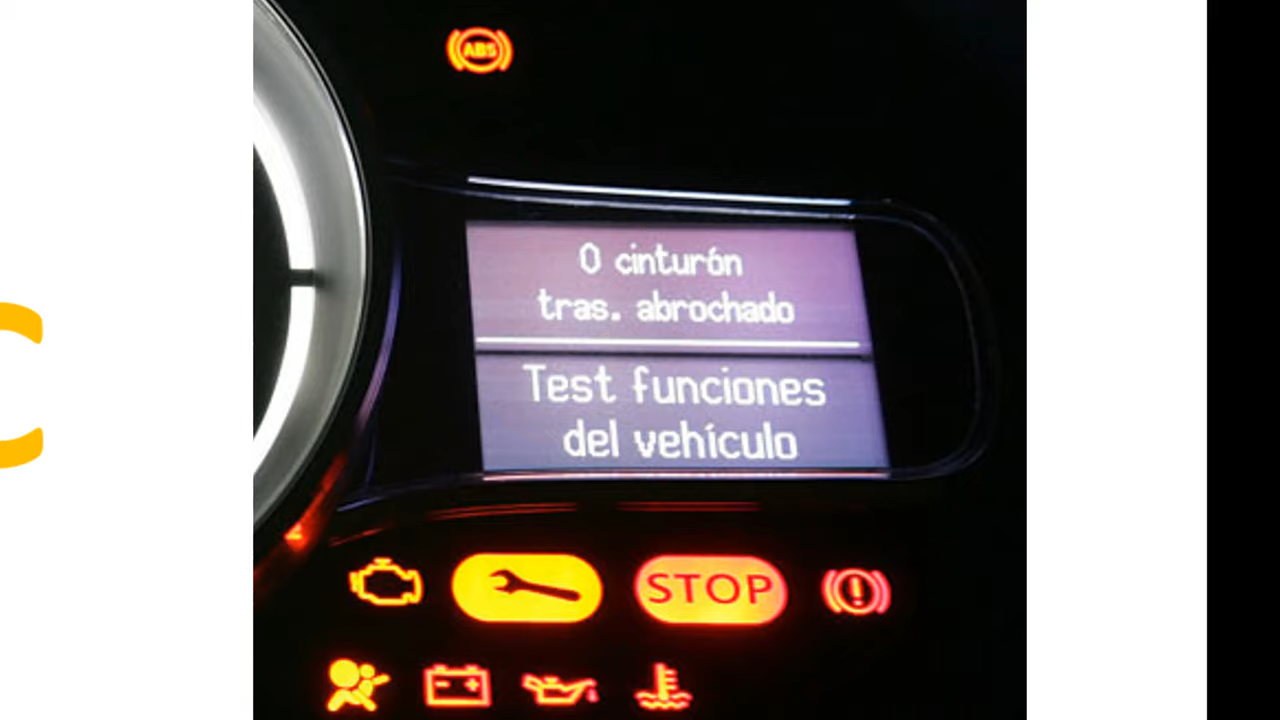 ABS
0 cinturón
tras. abrochado
Test funciones
del vehículo
STOP